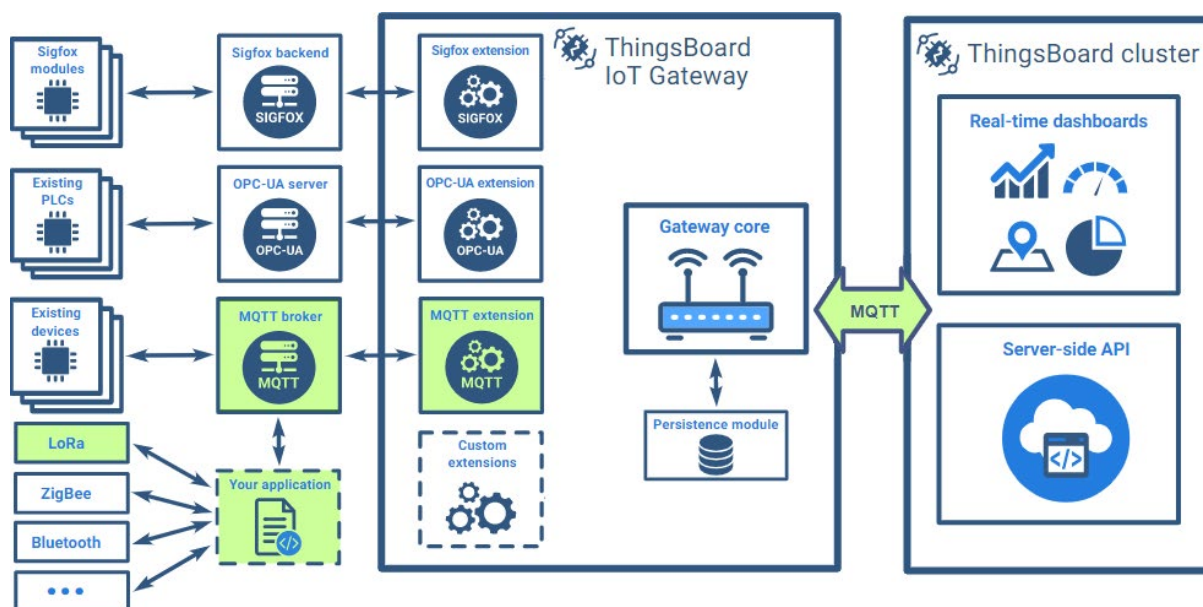 Sigfox
modules
Sigfox backend
SIGFOX
Sigfox extension
SIGFOX
ThingsBoard
IoT Gateway
ThingsBoard cluster
Real-time dashboards
Existing
PLCs
OPC-UA server
OPC-UA
OPC-UA extension
OPC-UA
Gateway core
MQTT
Existing
devices
MQTT broker
MQTT
MQTT extension
MQTT
Server-side API
</>
Persistence module
LoRa
ZigBee
Bluetooth
•••
Your application
</>
Custom
extensions